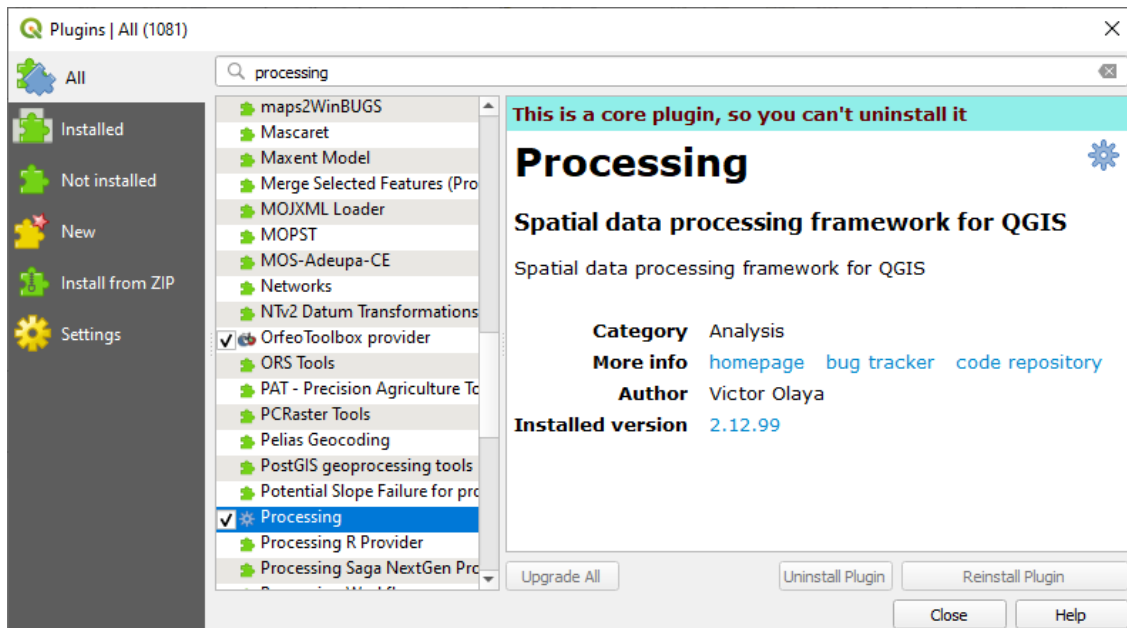 Plugins | All (1081)
All
Installed
Not installed
New
Install from ZIP
Settings
processing
maps2WinBUGS
Mascaret
Maxent Model
Merge Selected Features (Pro
MOJXML Loader
MOPST
MOS-Adeupa-CE
Networks
NTv2 Datum Transformations
OrfeoToolbox provider
ORS Tools
PAT - Precision Agriculture To
PCRaster Tools
Pelias Geocoding
PostGIS geoprocessing tools
Potential Slope Failure for pro
Processing
Processing R Provider
Processing Saga NextGen Pro
This is a core plugin, so you can't uninstall it
Processing
Spatial data processing framework for QGIS
Spatial data processing framework for QGIS
Category Analysis
More info homepage bug tracker code repository
Author Victor Olaya
Installed version 2.12.99
Upgrade All Uninstall Plugin Reinstall Plugin
Close Help